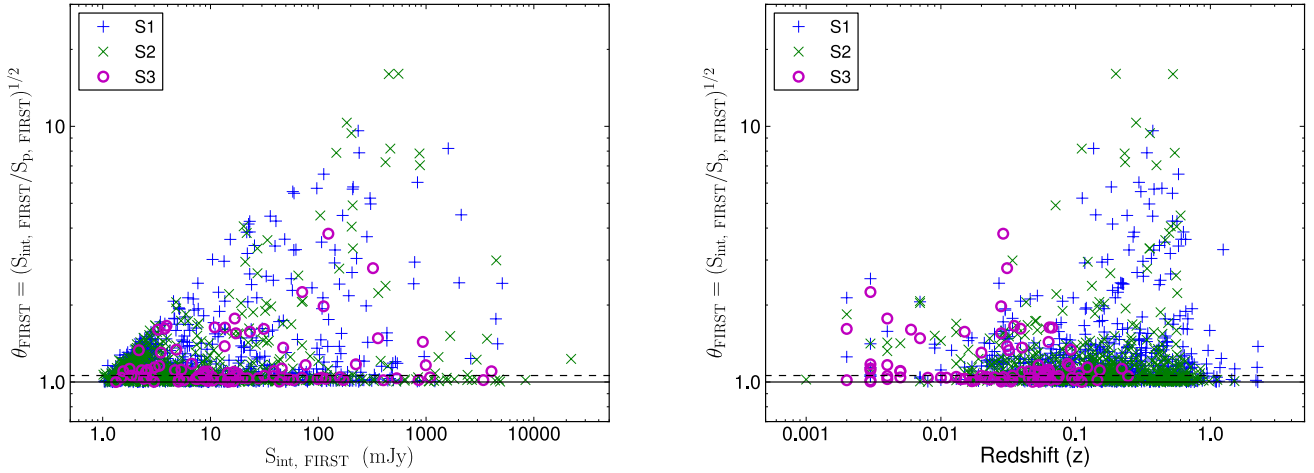 S1
S2
S3
10
1.0
θFIRST = (Sint, FIRST/Sp, FIRST)^1/2
1.0
10
100
1000
10000
Sint, FIRST (mJy)
S1
S2
S3
10
1.0
θFIRST = (Sint, FIRST/Sp, FIRST)^1/2
0.001
0.01
0.1
1.0
Redshift (z)